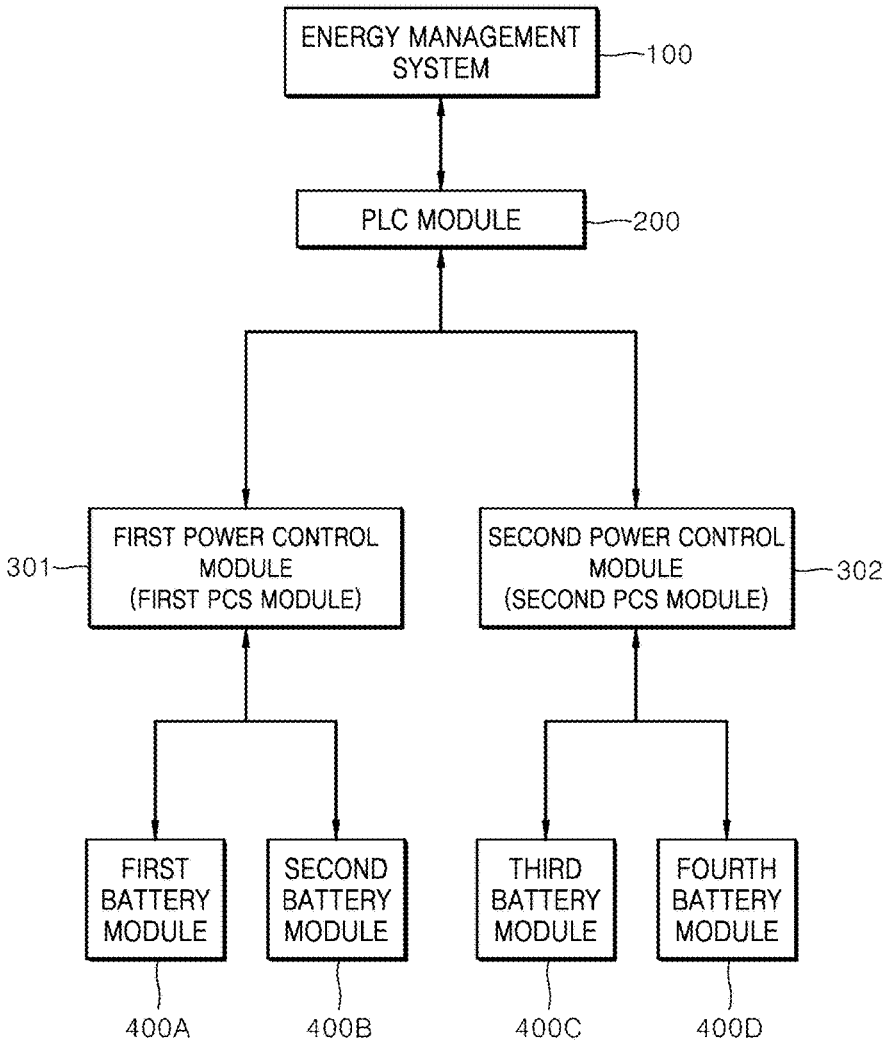 ENERGY MANAGEMENT
SYSTEM
100
PLC MODULE
200
301
FIRST POWER CONTROL
MODULE
(FIRST PCS MODULE)
SECOND POWER CONTROL
MODULE
(SECOND PCS MODULE)
302
FIRST
BATTERY
MODULE
SECOND
BATTERY
MODULE
THIRD
BATTERY
MODULE
FOURTH
BATTERY
MODULE
400A
400B
400C
400D